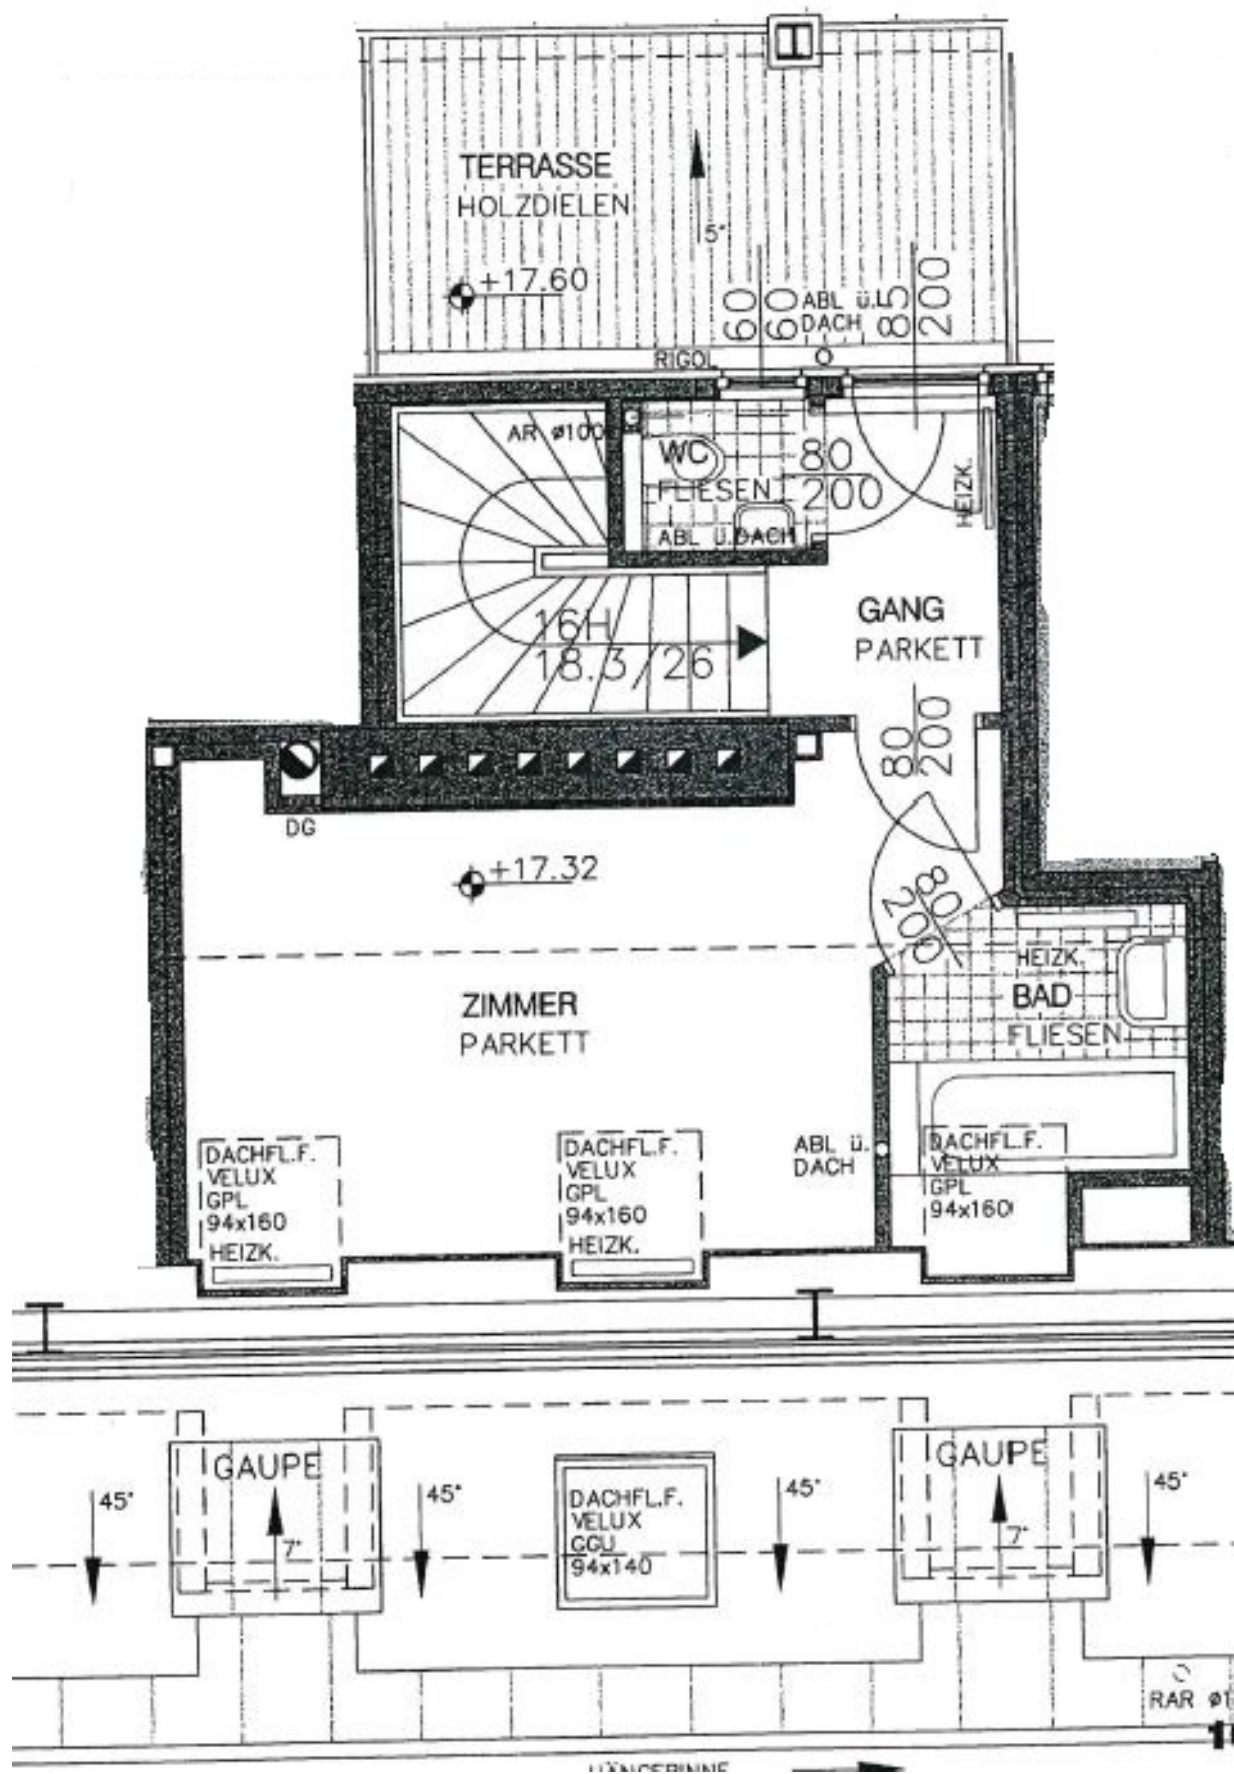 TERRASSE
HOLZDIELEN
5°
+17.60
60
60
ABL ü.
DACH
85
200
RIGOL
AR ø100
WC
FLIESEN
80
200
HEIZK.
ABL Ü.DACH
GANG
PARKETT
16H
18.3/26
80
200
DG
+17.32
80
200
HEIZK.
BAD
FLIESEN
ZIMMER
PARKETT
DACHFL.F.
VELUX
GPL
94x160
HEIZK.
DACHFL.F.
VELUX
GPL
94x160
HEIZK.
ABL ü.
DACH
DACHFL.F.
VELUX
GPL
94x160
GAUPE
45°
7°
45°
DACHFL.F.
VELUX
GGU
94x140
45°
GAUPE
7°
45°
RAR ø1